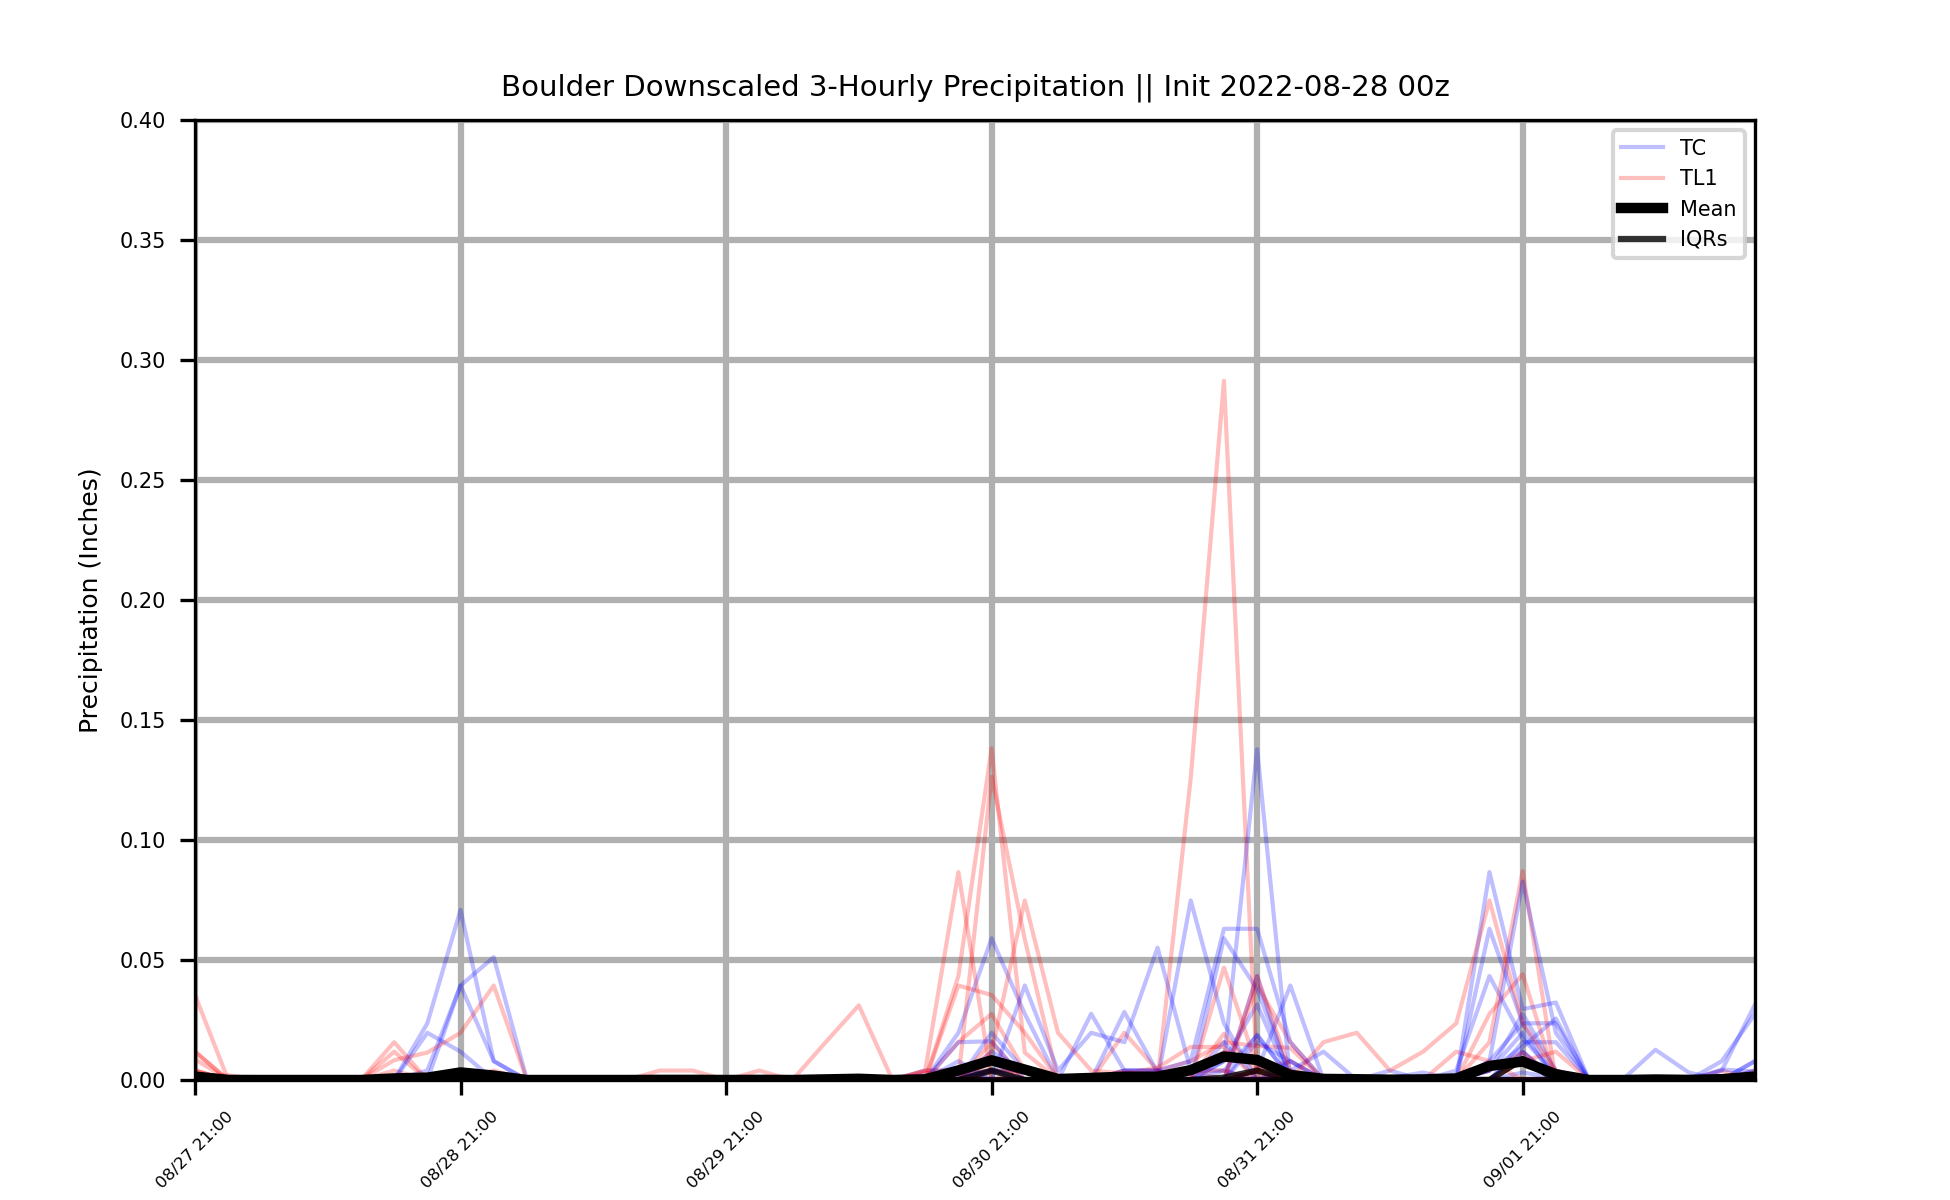 Boulder Downscaled 3-Hourly Precipitation || Init 2022-08-28 00z
TC
TL1
Mean
IQRs
Precipitation (Inches)
0.40
0.35
0.30
0.25
0.20
0.15
0.10
0.05
0.00
08/27 21:00
08/28 21:00
08/29 21:00
08/30 21:00
08/31 21:00
09/01 21:00